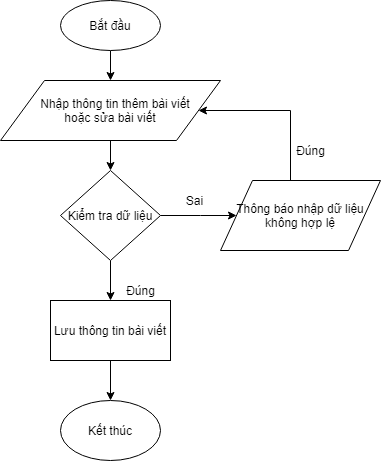 Bắt đầu
Nhập thông tin thêm bài viết
hoặc sửa bài viết
Đúng
Kiểm tra dữ liệu
Sai
Thông báo nhập dữ liệu
không hợp lệ
Đúng
Lưu thông tin bài viết
Kết thúc